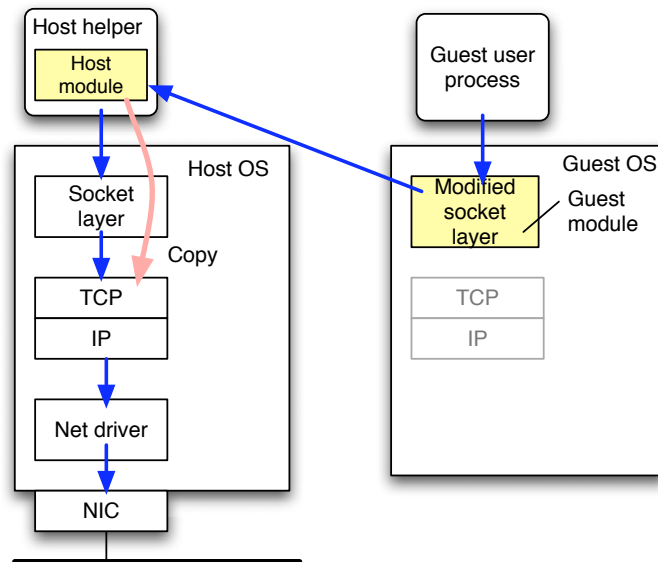 Host helper
Host
module
Host OS
Socket
layer
Copy
TCP
IP
Net driver
NIC
Guest user
process
Guest OS
Modified
socket
layer
Guest
module
TCP
IP